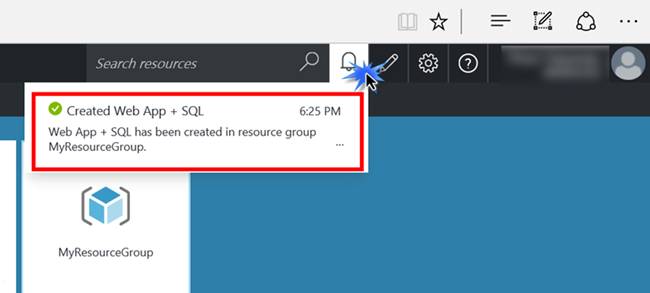 Search resources
Created Web App + SQL 6:25 PM
Web App + SQL has been created in resource group
MyResourceGroup. ...
MyResourceGroup